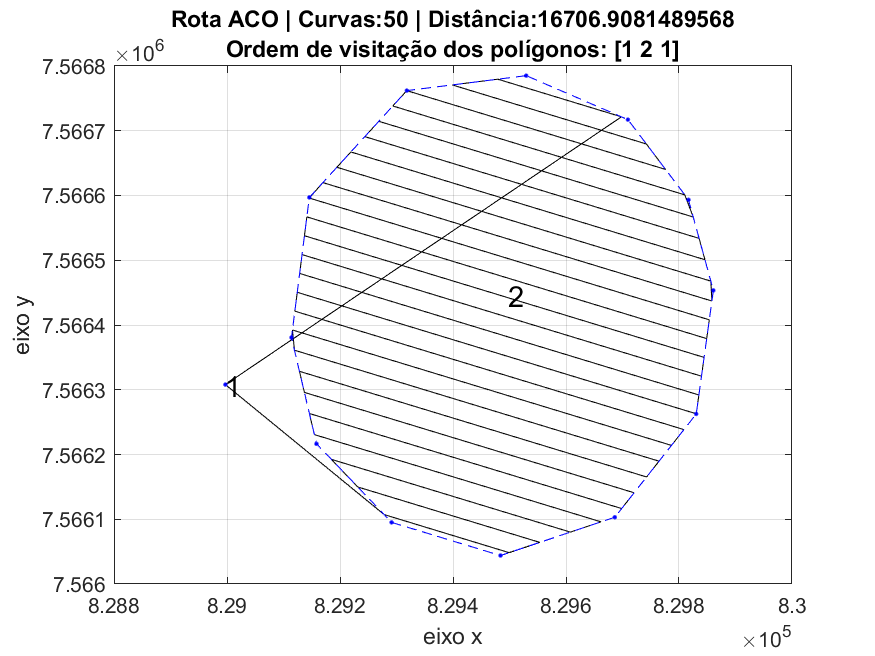 Rota ACO | Curvas:50 | Distância:16706.9081489568
Ordem de visitação dos polígonos: [1 2 1]
×10^6
7.5668
7.5667
7.5666
7.5665
7.5664
7.5663
7.5662
7.5661
7.566
eixo y
2
1
8.288 8.29 8.292 8.294 8.296 8.298 8.3
eixo x
×10^5